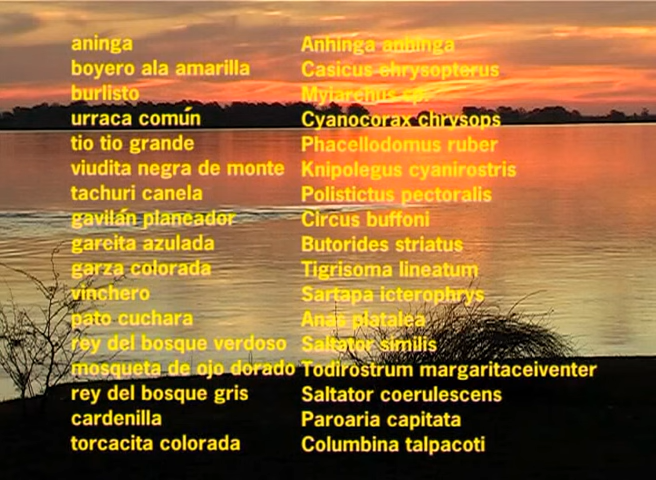 aninga Anhinga anhinga
boyero ala amarilla Casicus chrysopterus
burlisto Myiarchus sp.
urraca común Cyanocorax chrysops
tio tio grande Phacellodomus ruber
viudita negra de monte Knipolegus cyanirostris
tachuri canela Polistictus pectoralis
gavilán planeador Circus buffoni
garcita azulada Butorides striatus
garza colorada Tigrisoma lineatum
vinchero Sartapa icterophrys
pato cuchara Anas platalea
rey del bosque verdoso Saltator similis
mosqueta de ojo dorado Todirostrum margaritaceiventer
rey del bosque gris Saltator coerulescens
cardenilla Paroaria capitata
torcacita colorada Columbina talpacoti